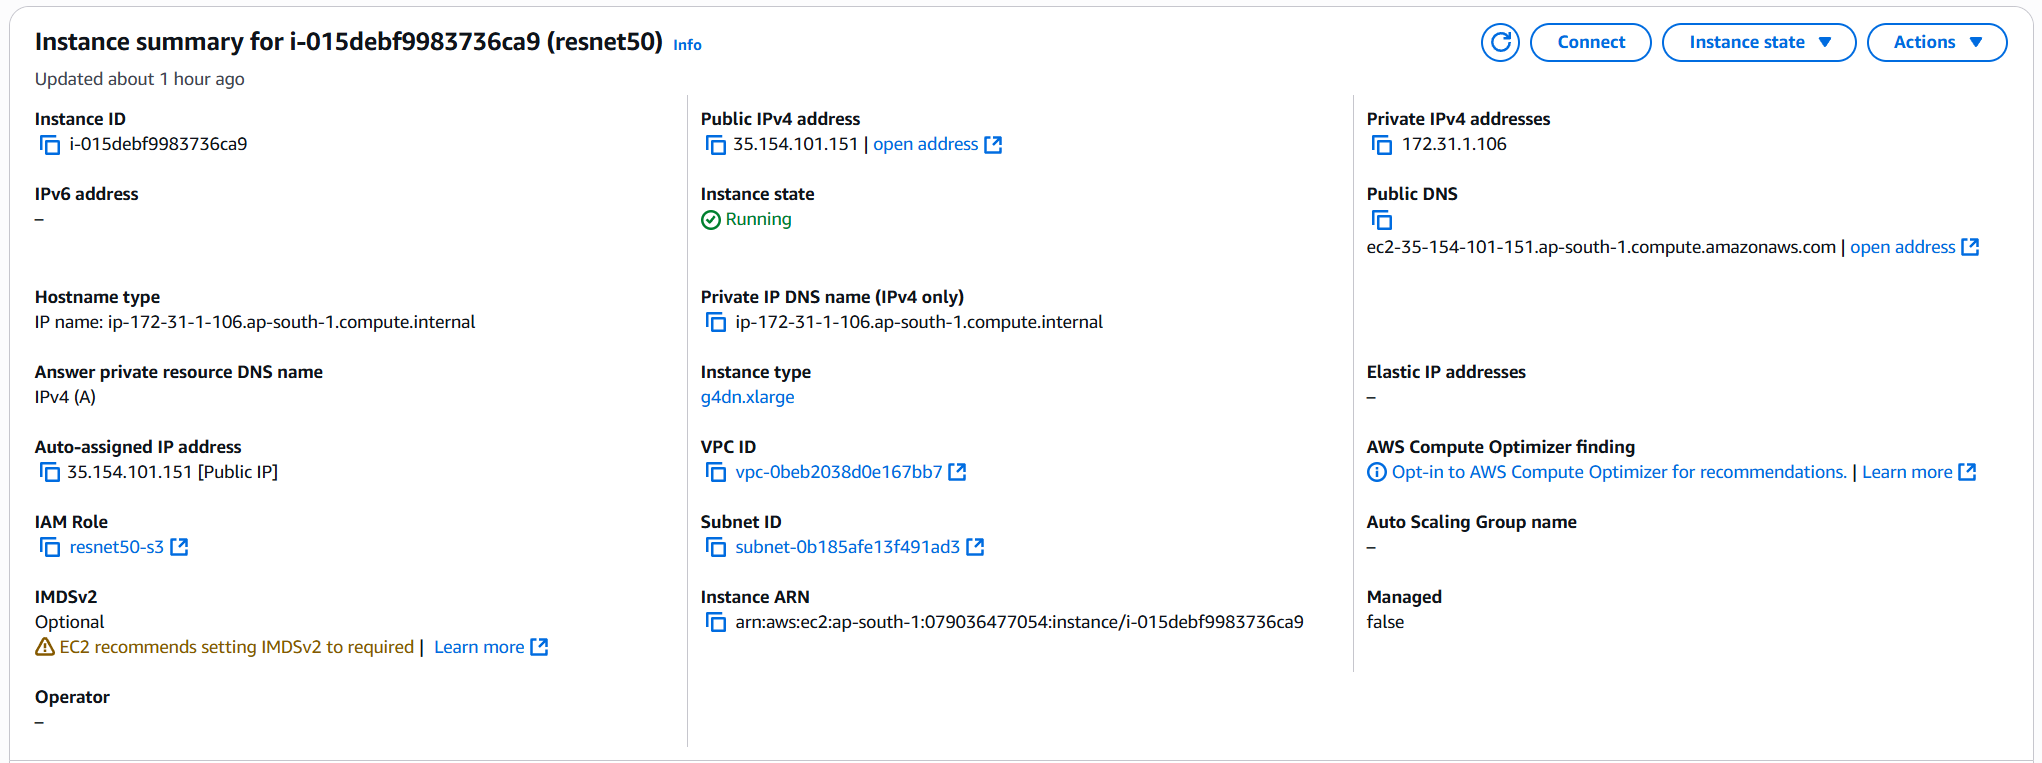 Instance summary for i-015debf9983736ca9 (resnet50) Info
Connect
Instance state
Actions
Updated about 1 hour ago
Instance ID
i-015debf9983736ca9
Public IPv4 address
35.154.101.151 | open address
Private IPv4 addresses
172.31.1.106
IPv6 address
–
Instance state
Running
Public DNS
ec2-35-154-101-151.ap-south-1.compute.amazonaws.com | open address
Hostname type
IP name: ip-172-31-1-106.ap-south-1.compute.internal
Private IP DNS name (IPv4 only)
ip-172-31-1-106.ap-south-1.compute.internal
Answer private resource DNS name
IPv4 (A)
Instance type
g4dn.xlarge
Elastic IP addresses
–
Auto-assigned IP address
35.154.101.151 [Public IP]
VPC ID
vpc-0beb2038d0e167bb7
AWS Compute Optimizer finding
Opt-in to AWS Compute Optimizer for recommendations. | Learn more
IAM Role
resnet50-s3
Subnet ID
subnet-0b185afe13f491ad3
Auto Scaling Group name
–
IMDSv2
Optional
EC2 recommends setting IMDSv2 to required | Learn more
Instance ARN
arn:aws:ec2:ap-south-1:079036477054:instance/i-015debf9983736ca9
Managed
false
Operator
–